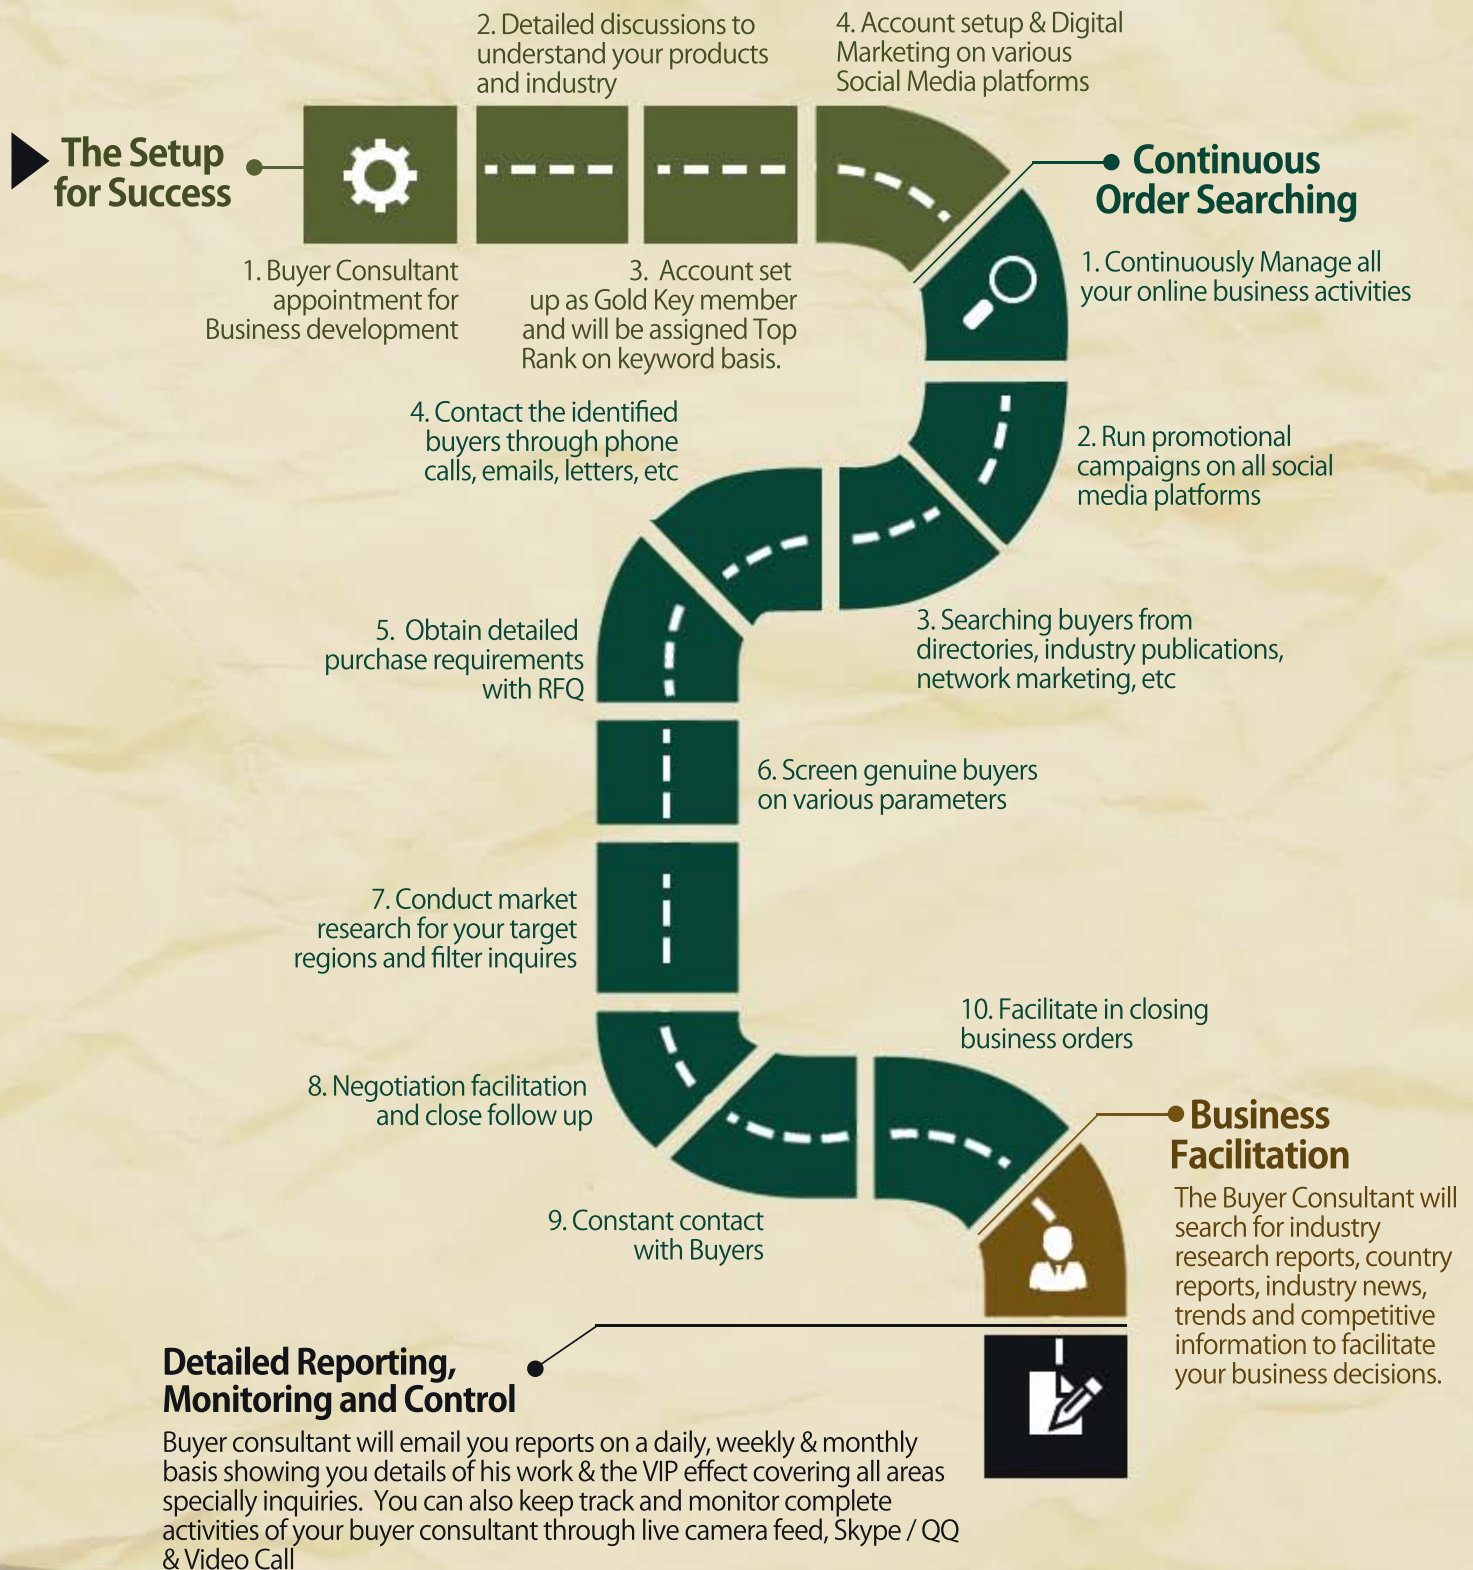 The Setup
for Success
1. Buyer Consultant
appointment for
Business development
2. Detailed discussions to
understand your products
and industry
3. Account set
up as Gold Key member
and will be assigned Top
Rank on keyword basis.
4. Account setup & Digital
Marketing on various
Social Media platforms
Continuous
Order Searching
1. Continuously Manage all
your online business activities
2. Run promotional
campaigns on all social
media platforms
3. Searching buyers from
directories, industry publications,
network marketing, etc
4. Contact the identified
buyers through phone
calls, emails, letters, etc
5. Obtain detailed
purchase requirements
with RFQ
6. Screen genuine buyers
on various parameters
7. Conduct market
research for your target
regions and filter inquires
8. Negotiation facilitation
and close follow up
9. Constant contact
with Buyers
10. Facilitate in closing
business orders
Business
Facilitation
The Buyer Consultant will
search for industry
research reports, country
reports, industry news,
trends and competitive
information to facilitate
your business decisions.
Detailed Reporting,
Monitoring and Control
Buyer consultant will email you reports on a daily, weekly & monthly
basis showing you details of his work & the VIP effect covering all areas
specially inquiries. You can also keep track and monitor complete
activities of your buyer consultant through live camera feed, Skype / QQ
& Video Call